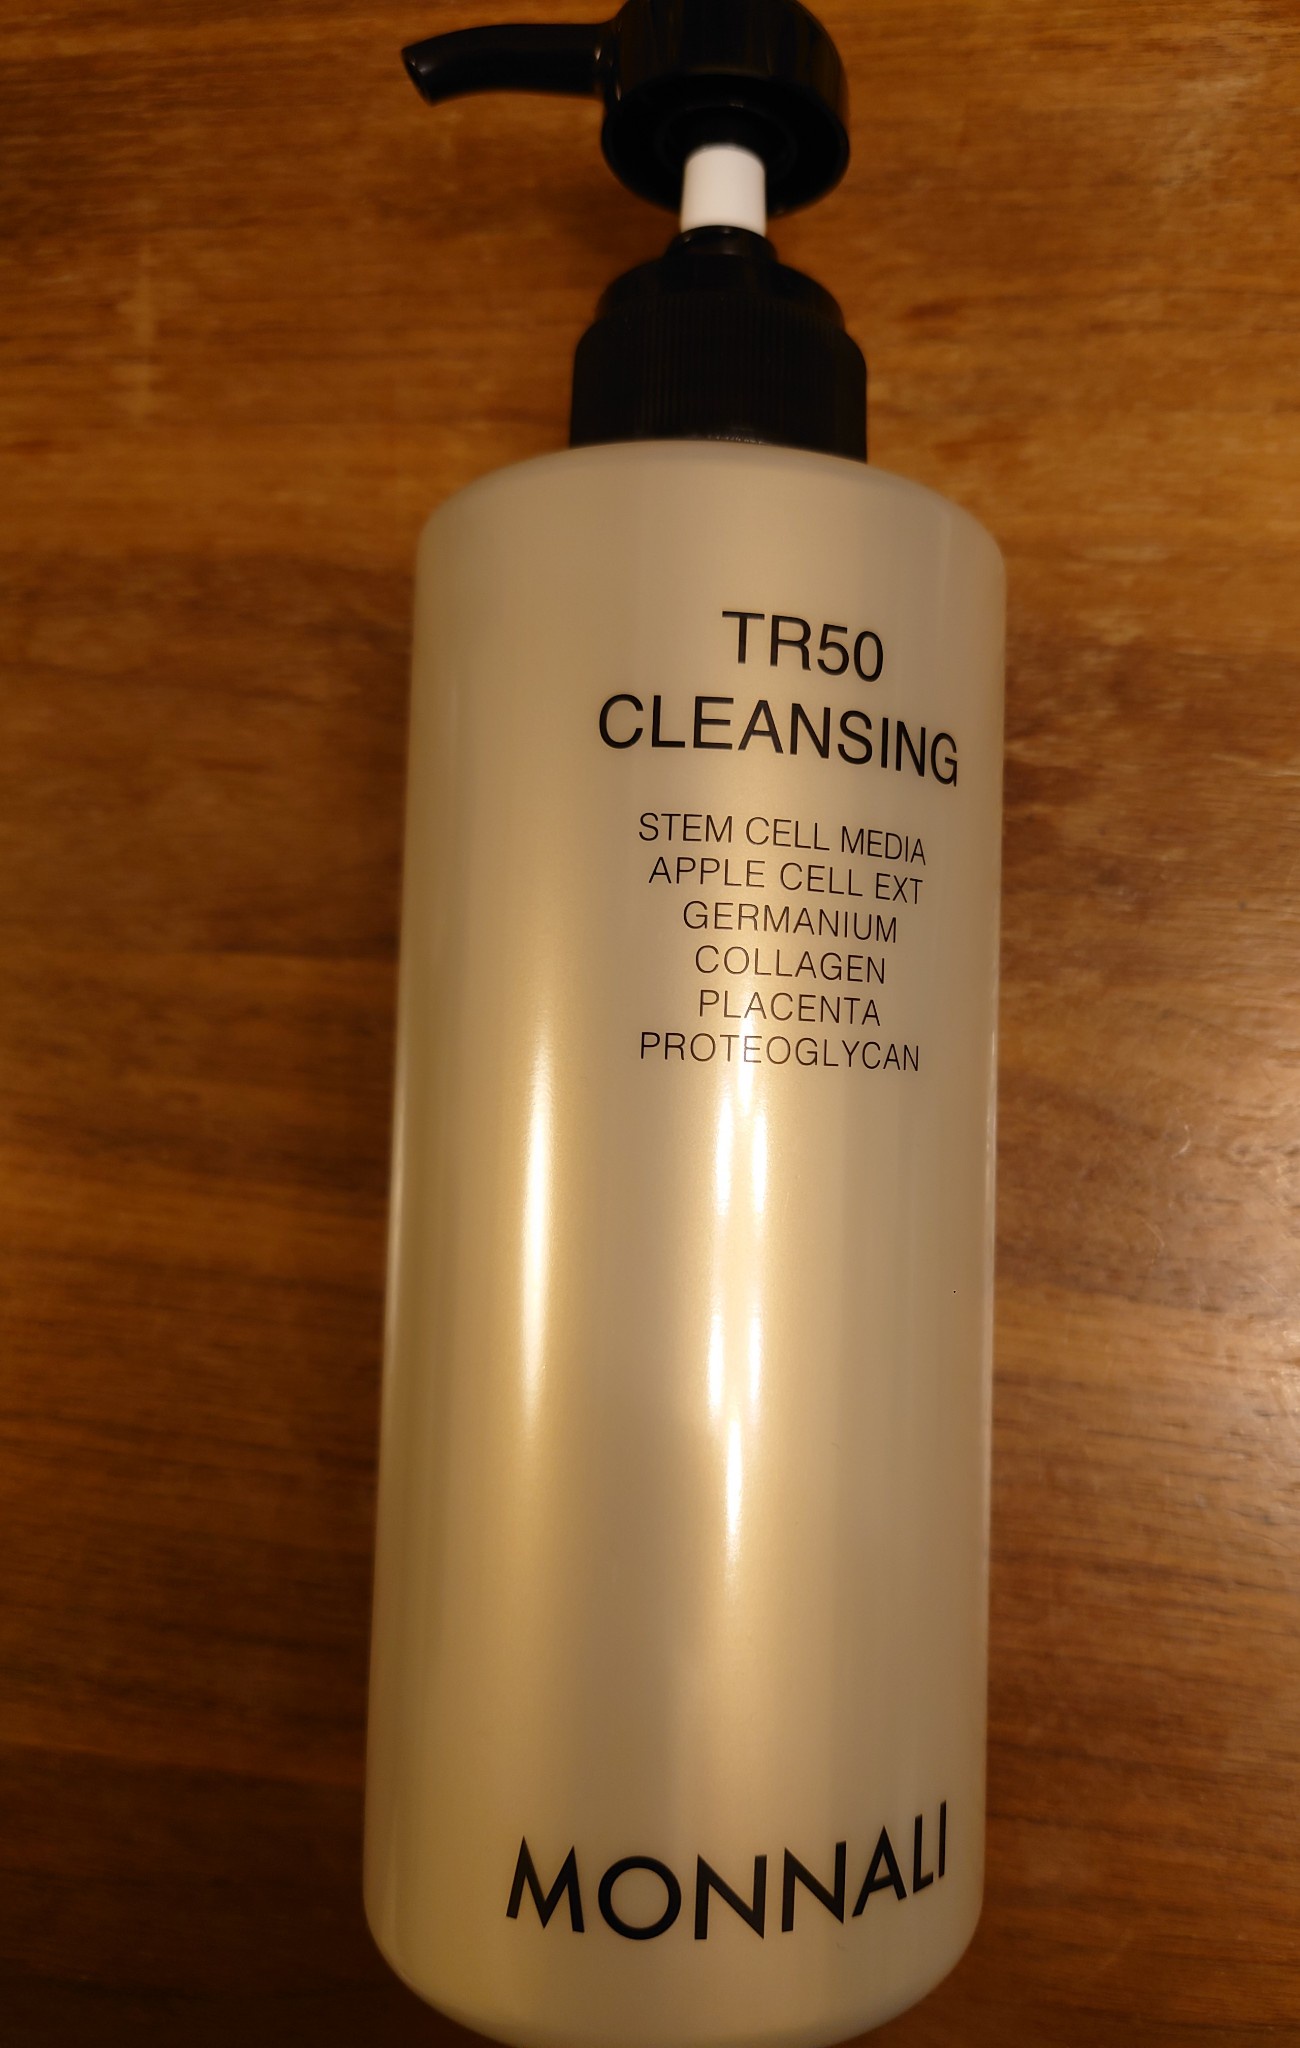 TR50
CLEANSING
STEM CELL MEDIA
APPLE CELL EXT
GERMANIUM
COLLAGEN
PLACENTA
PROTEOGLYCAN
MONNALI